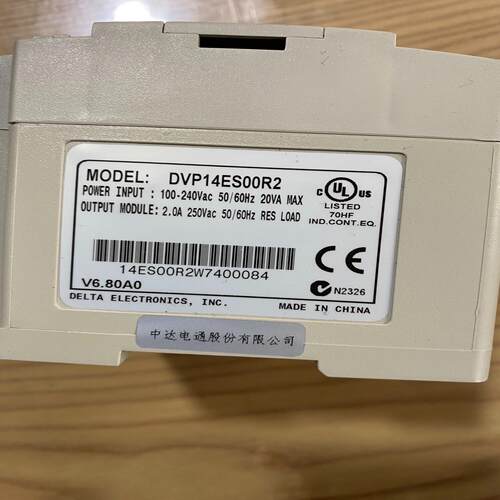 MODEL: DVP14ES00R2
POWER INPUT : 100-240Vac 50/60Hz 20VA MAX
OUTPUT MODULE: 2.0A 250Vac 50/60Hz RES LOAD
14ES00R2W7400084
V6.80A0
DELTA ELECTRONICS, INC.
C UL US
LISTED
70HF
IND.CONT.EQ.
CE
N2326
MADE IN CHINA
中达电通股份有限公司